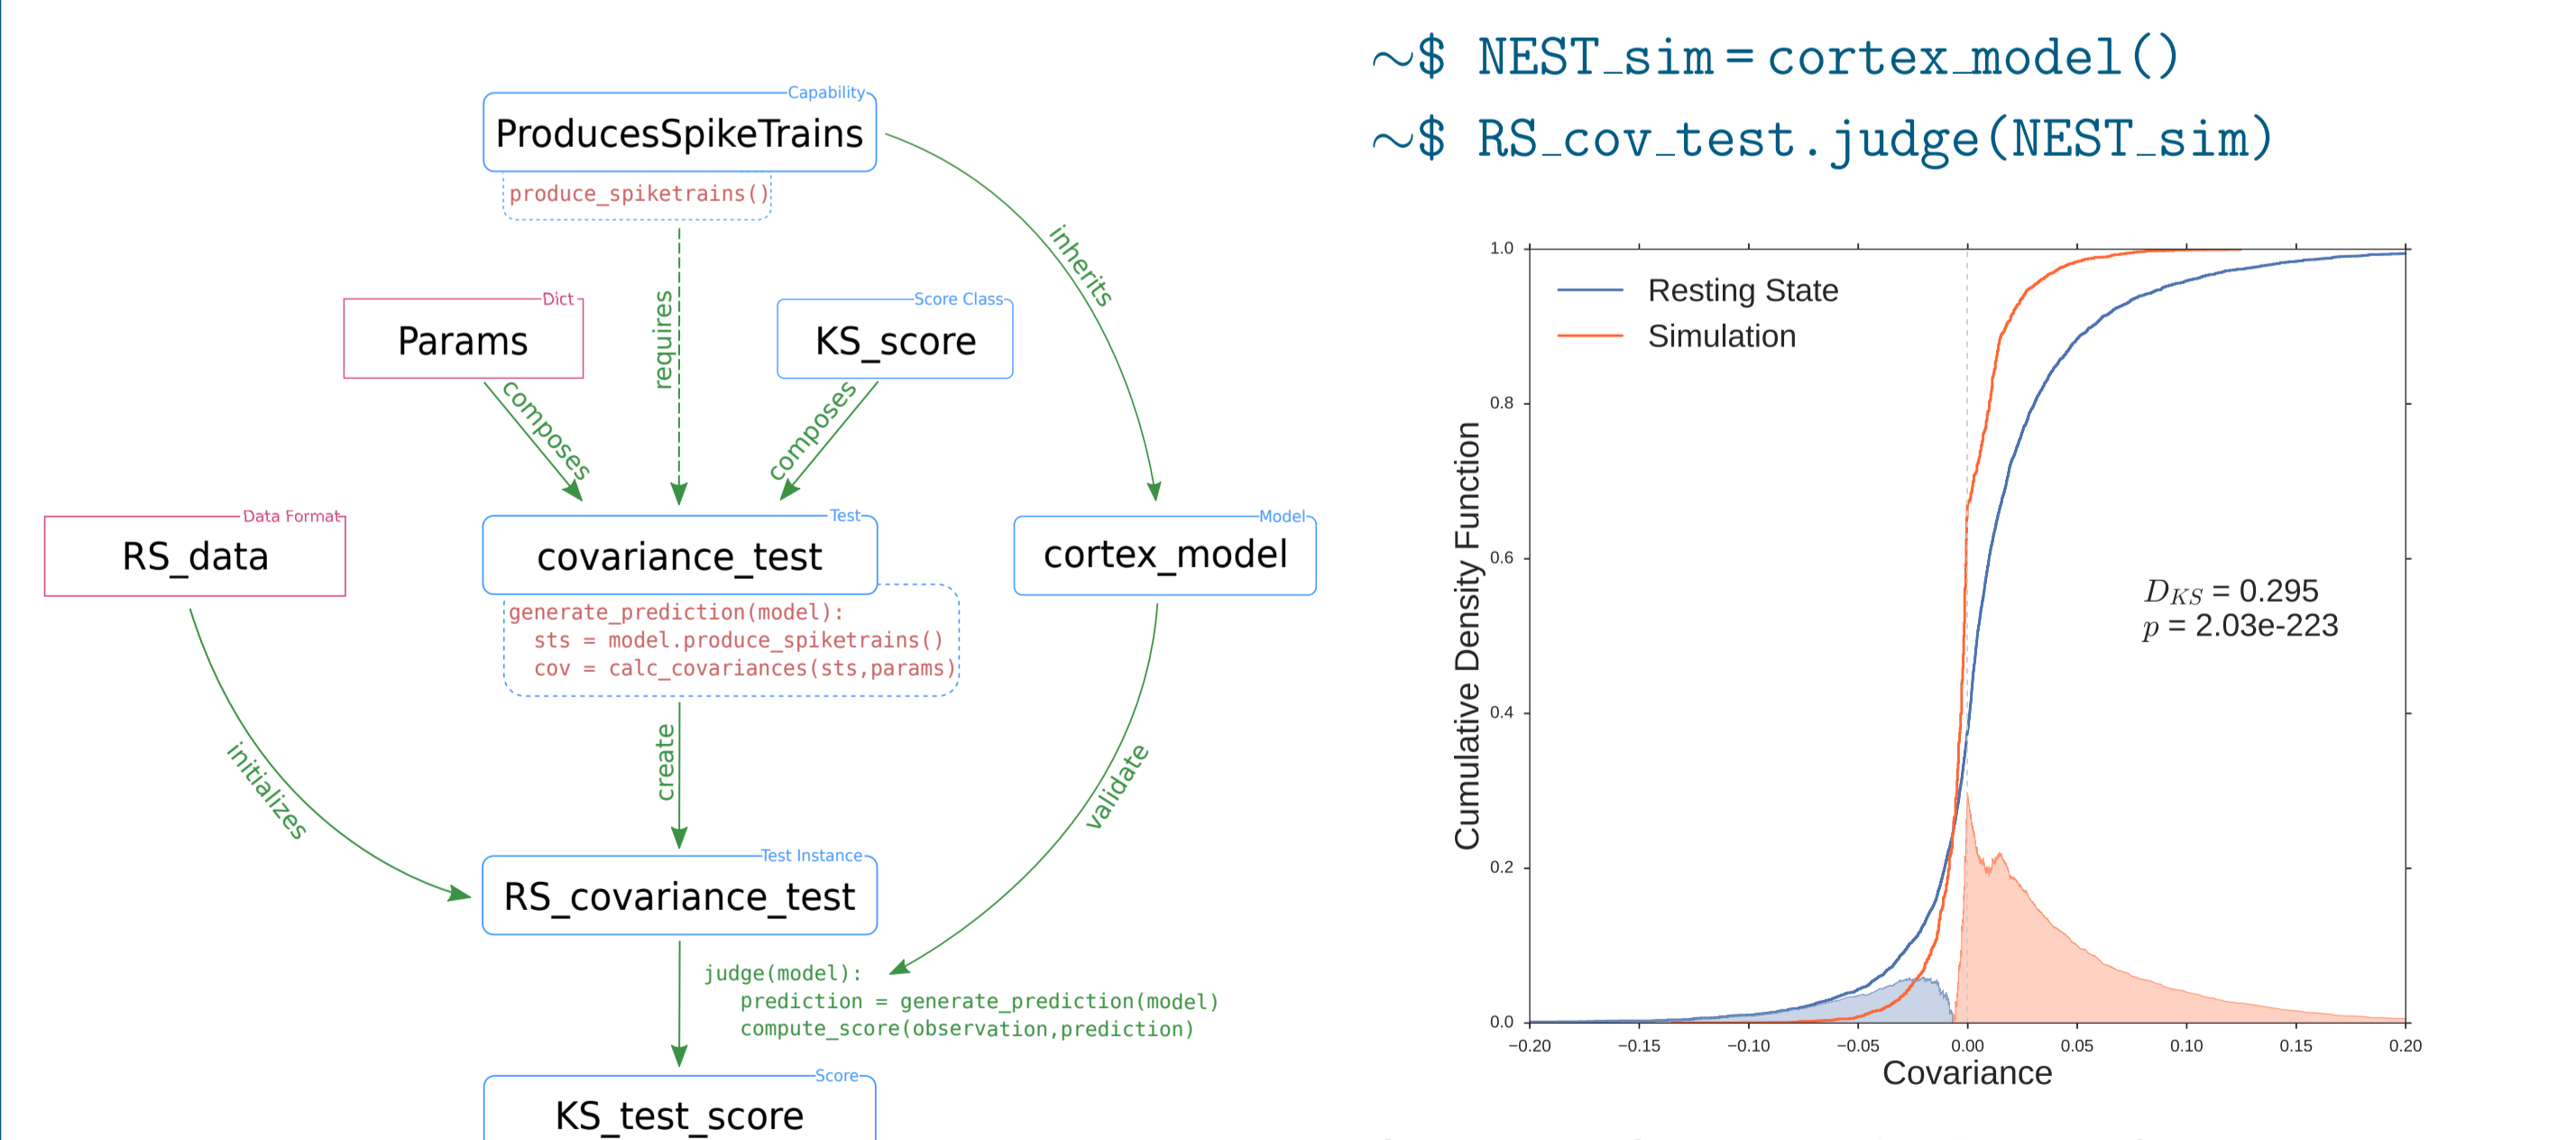 Capability
ProducesSpikeTrains
produce_spiketrains()
inherits
requires
Dict
Params
Score Class
KS_score
composes
composes
Data Format
RS_data
Test
covariance_test
Model
cortex_model
generate_prediction(model):
sts = model.produce_spiketrains()
cov = calc_covariances(sts,params)
initializes
create
validate
Test Instance
RS_covariance_test
judge(model):
prediction = generate_prediction(model)
compute_score(observation,prediction)
Score
KS_test_score
~$ NEST_sim = cortex_model()
~$ RS_cov_test.judge(NEST_sim)
Resting State
Simulation
D_KS = 0.295
p = 2.03e-223
Cumulative Density Function
1.0
0.8
0.6
0.4
0.2
0.0
−0.20 −0.15 −0.10 −0.05 0.00 0.05 0.10 0.15 0.20
Covariance